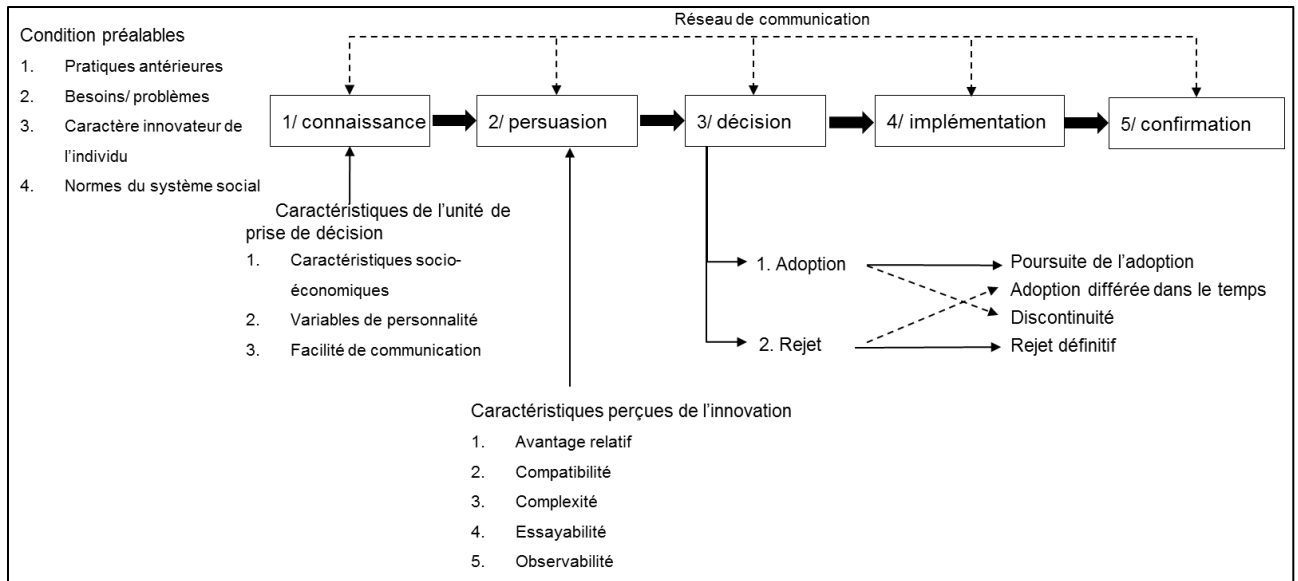 Réseau de communication
Condition préalables
1. Pratiques antérieures
2. Besoins/ problèmes
3. Caractère innovateur de
l’individu
4. Normes du système social
1/ connaissance
2/ persuasion
3/ décision
4/ implémentation
5/ confirmation
Caractéristiques de l’unité de
prise de décision
1. Caractéristiques socio-
économiques
2. Variables de personnalité
3. Facilité de communication
1. Adoption
2. Rejet
Poursuite de l’adoption
Adoption différée dans le temps
Discontinuité
Rejet définitif
Caractéristiques perçues de l’innovation
1. Avantage relatif
2. Compatibilité
3. Complexité
4. Essayabilité
5. Observabilité